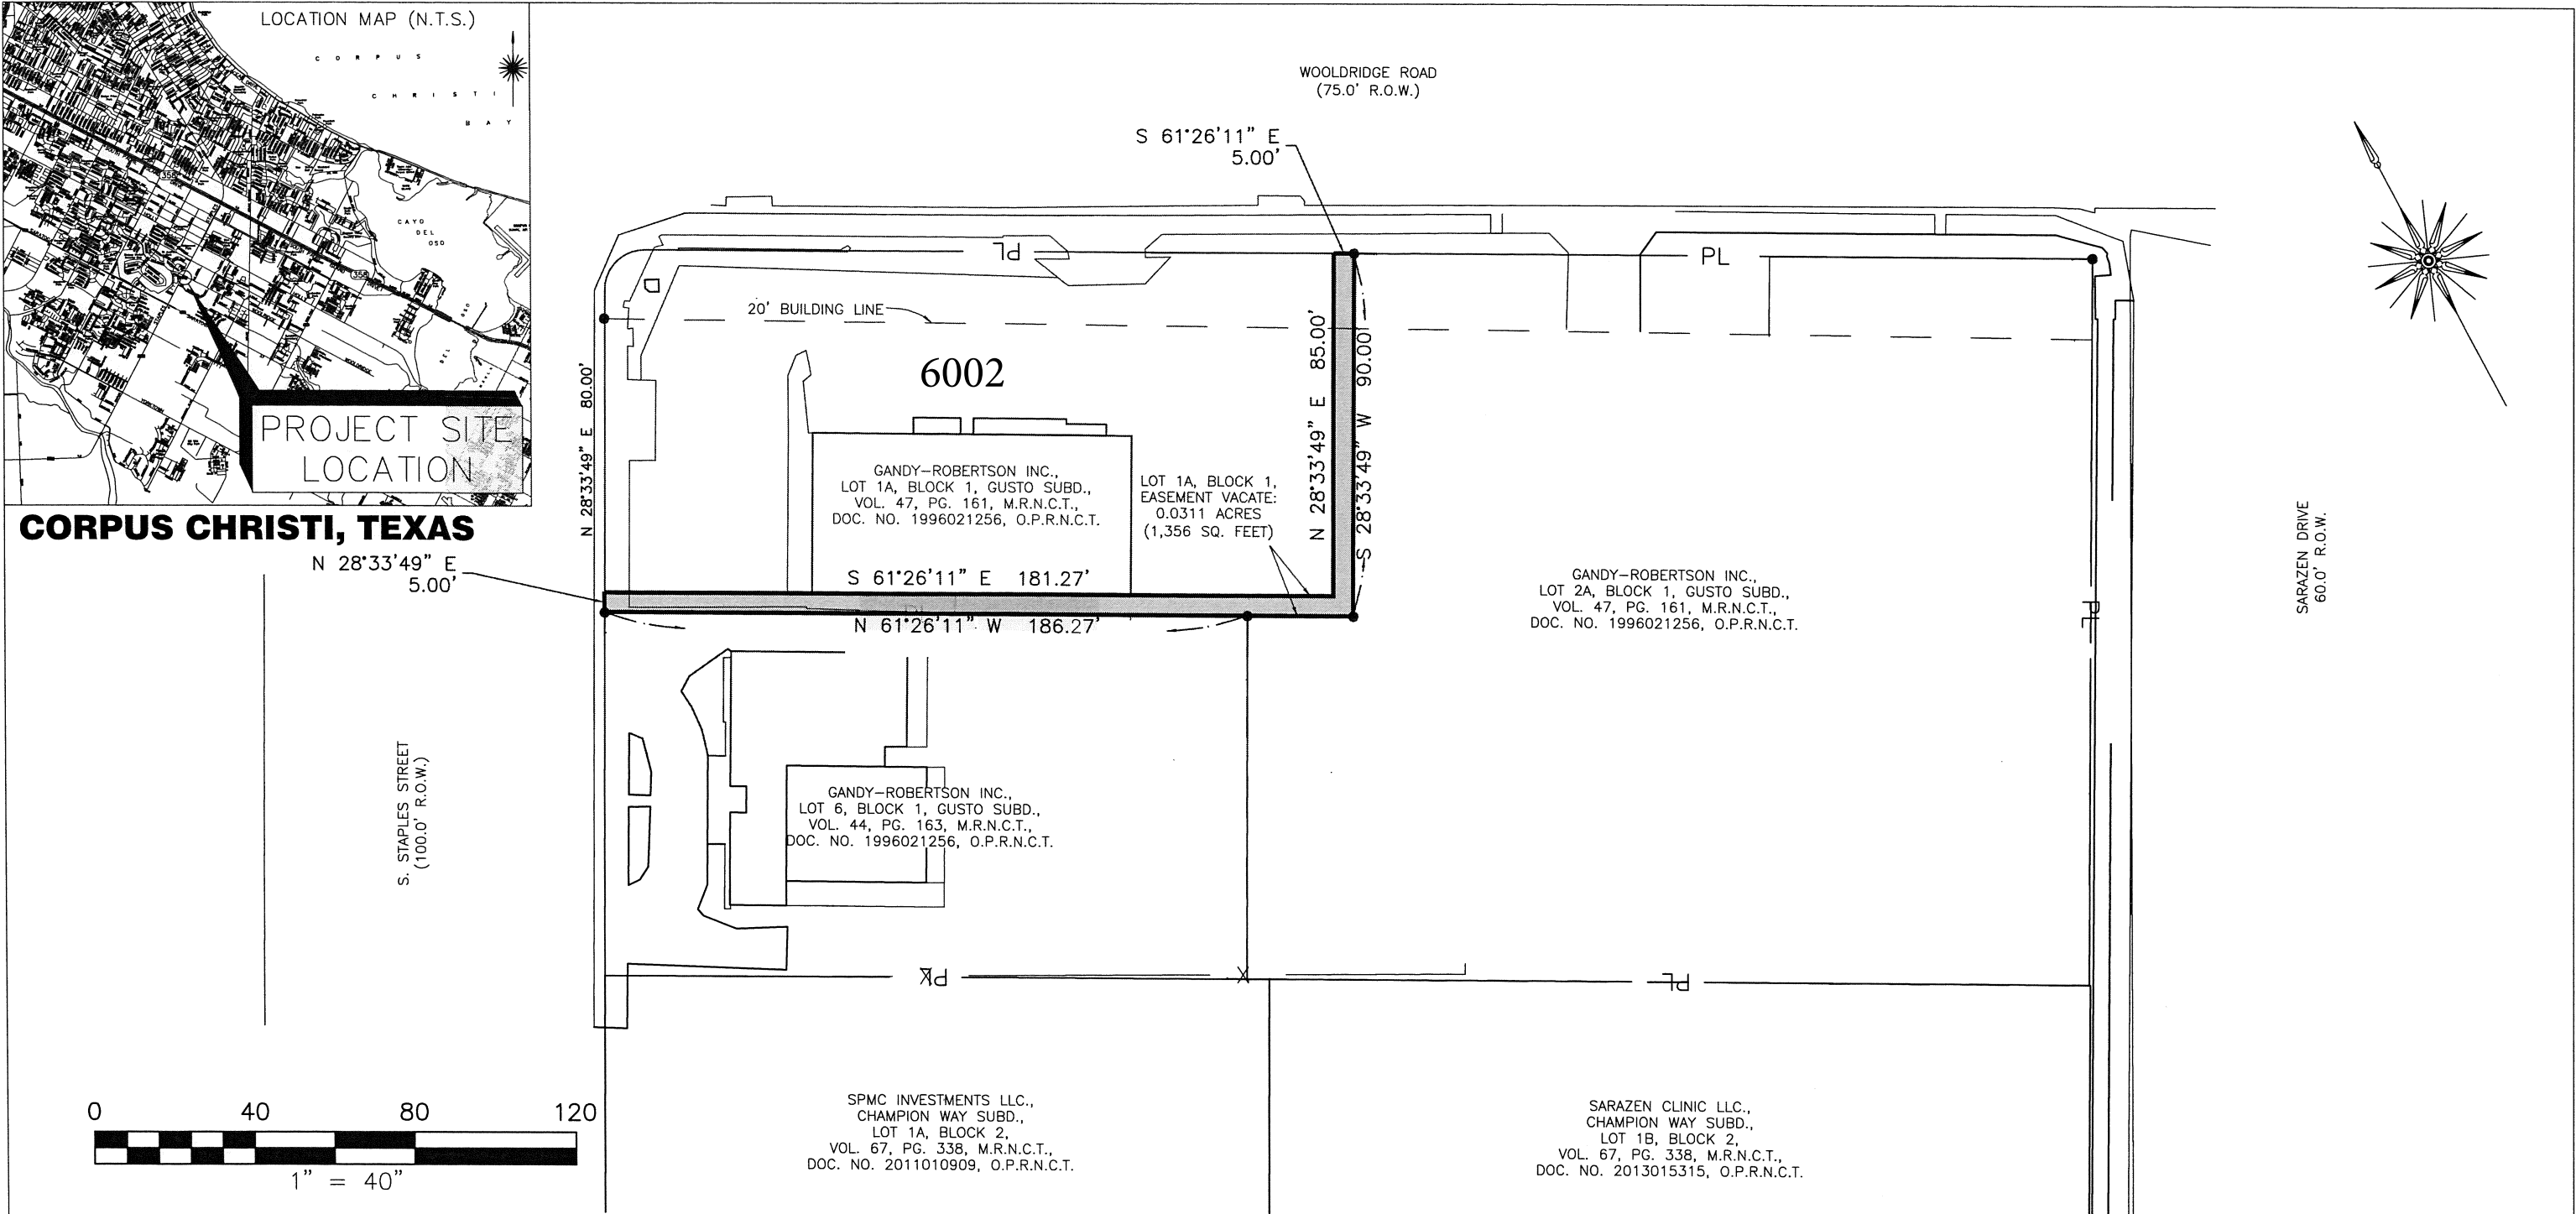 LOCATION MAP (N.T.S.)
C O R P U S
C H R I S T I
B A Y
CAYO
DEL
OSO
358
358
PROJECT SITE
LOCATION
CORPUS CHRISTI, TEXAS
WOOLDRIDGE ROAD
(75.0' R.O.W.)
S 61°26'11" E
5.00'
PL
PL
20' BUILDING LINE
6002
N 28°33'49" E 80.00'
N 28°33'49" E 85.00'
S 28°33'49" W 90.00'
GANDY-ROBERTSON INC.,
LOT 1A, BLOCK 1, GUSTO SUBD.,
VOL. 47, PG. 161, M.R.N.C.T.,
DOC. NO. 1996021256, O.P.R.N.C.T.
LOT 1A, BLOCK 1,
EASEMENT VACATE:
0.0311 ACRES
(1,356 SQ. FEET)
N 28°33'49" E
5.00'
S 61°26'11" E 181.27'
N 61°26'11" W 186.27'
GANDY-ROBERTSON INC.,
LOT 2A, BLOCK 1, GUSTO SUBD.,
VOL. 47, PG. 161, M.R.N.C.T.,
DOC. NO. 1996021256, O.P.R.N.C.T.
PL
SARAZEN DRIVE
60.0' R.O.W.
S. STAPLES STREET
(100.0' R.O.W.)
GANDY-ROBERTSON INC.,
LOT 6, BLOCK 1, GUSTO SUBD.,
VOL. 44, PG. 163, M.R.N.C.T.,
DOC. NO. 1996021256, O.P.R.N.C.T.
PL
PL
0 40 80 120
1" = 40"
SPMC INVESTMENTS LLC.,
CHAMPION WAY SUBD.,
LOT 1A, BLOCK 2,
VOL. 67, PG. 338, M.R.N.C.T.,
DOC. NO. 2011010909, O.P.R.N.C.T.
SARAZEN CLINIC LLC.,
CHAMPION WAY SUBD.,
LOT 1B, BLOCK 2,
VOL. 67, PG. 338, M.R.N.C.T.,
DOC. NO. 2013015315, O.P.R.N.C.T.